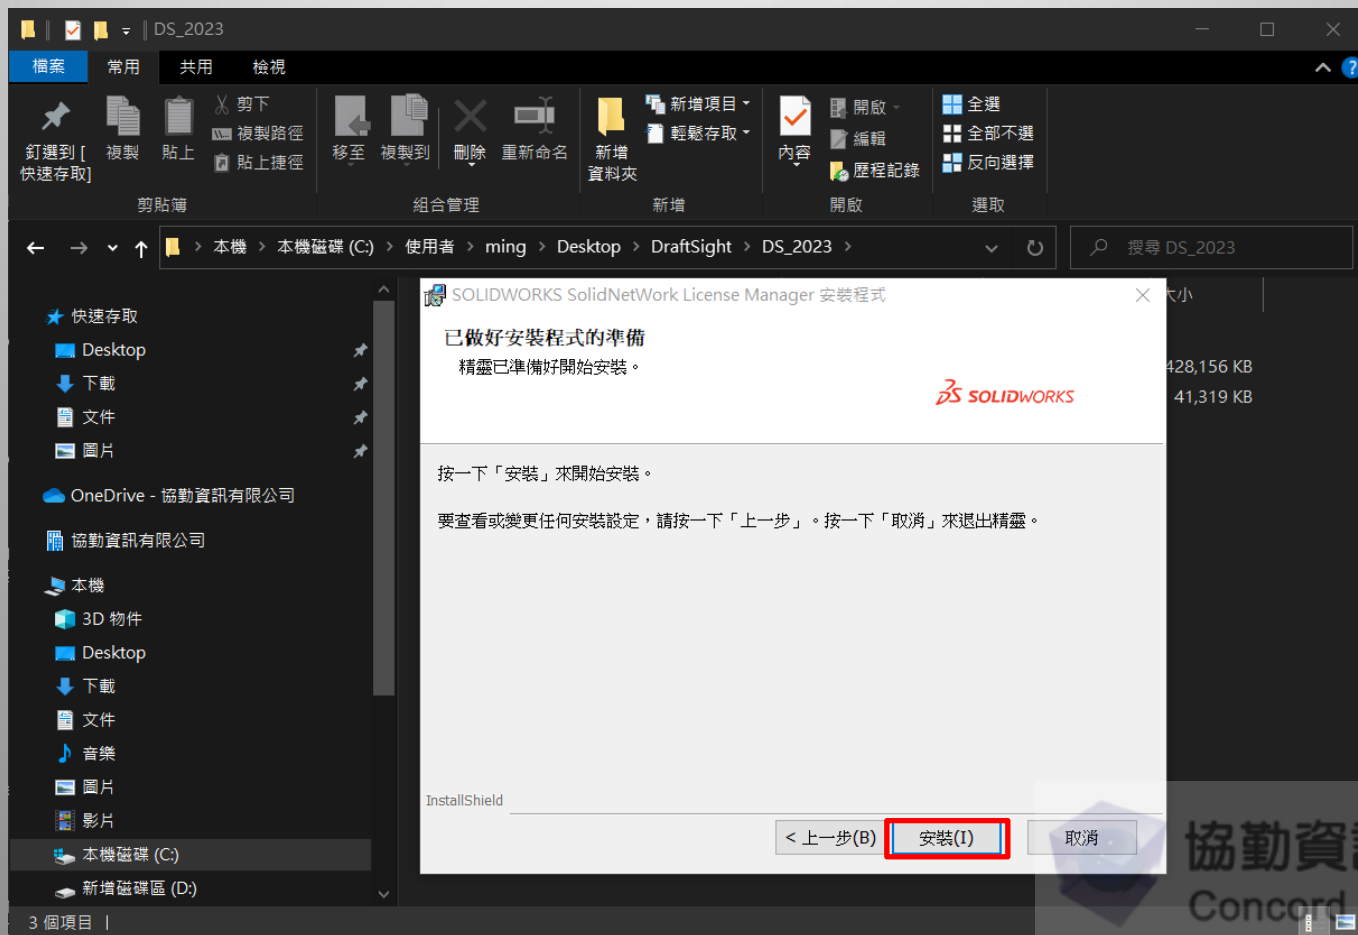 DS_2023
檔案 常用 共用 檢視
釘選到 [
快速存取]
複製
貼上
剪下
複製路徑
貼上捷徑
剪貼簿
移至
複製到
刪除
重新命名
組合管理
新增
資料夾
新增項目
輕鬆存取
新增
內容
開啟
編輯
歷程記錄
開啟
全選
全部不選
反向選擇
選取
本機 本機磁碟 (C:) 使用者 ming Desktop DraftSight DS_2023
搜尋 DS_2023
快速存取
Desktop
下載
文件
圖片
OneDrive - 協勤資訊有限公司
協勤資訊有限公司
本機
3D 物件
Desktop
下載
文件
音樂
圖片
影片
本機磁碟 (C:)
新增磁碟區 (D:)
3 個項目
大小
428,156 KB
41,319 KB
SOLIDWORKS SolidNetWork License Manager 安裝程式
已做好安裝程式的準備
精靈已準備好開始安裝。
SOLIDWORKS
按一下「安裝」來開始安裝。
要查看或變更任何安裝設定，請按一下「上一步」。按一下「取消」來退出精靈。
InstallShield
< 上一步(B) 安裝(I) 取消
協勤資訊
Concord